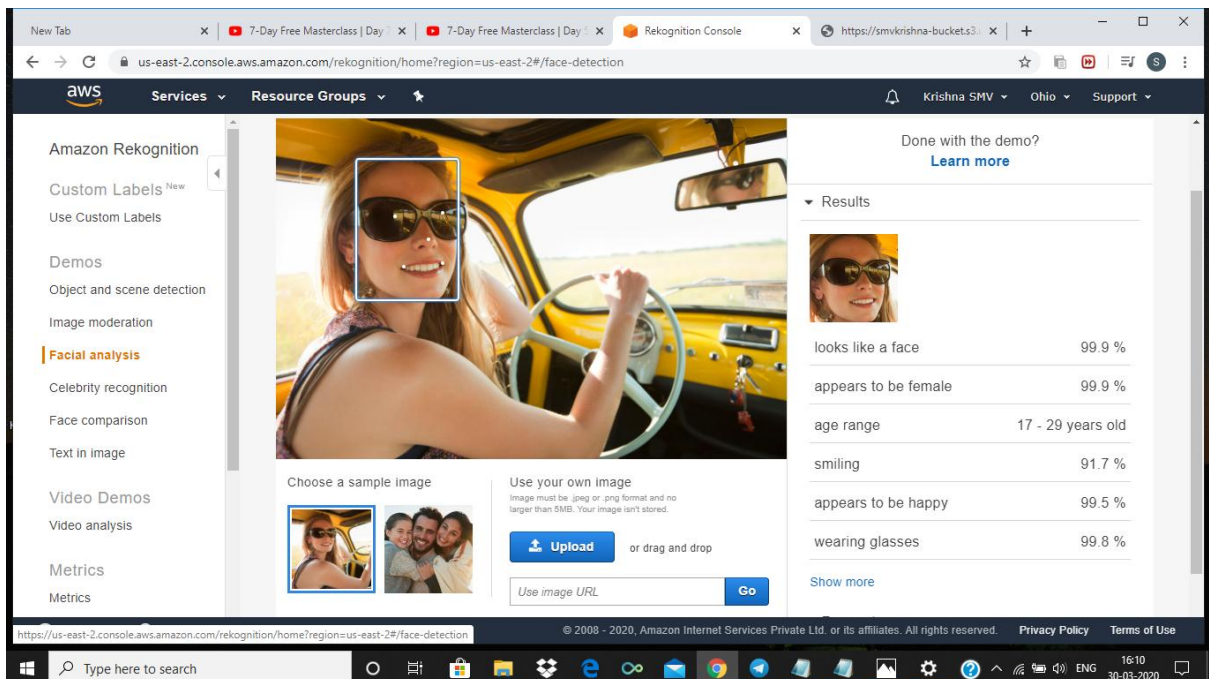 New Tab
7-Day Free Masterclass | Day 7
7-Day Free Masterclass | Day 5
Rekognition Console
https://smvkrishna-bucket.s3.
us-east-2.console.aws.amazon.com/rekognition/home?region=us-east-2#/face-detection
S
aws
Services
Resource Groups
Krishna SMV
Ohio
Support
Amazon Rekognition
Custom Labels New
Use Custom Labels
Demos
Object and scene detection
Image moderation
Facial analysis
Celebrity recognition
Face comparison
Text in image
Video Demos
Video analysis
Metrics
Metrics
Choose a sample image
Use your own image
Image must be .jpeg or .png format and no
larger than 5MB. Your image isn't stored.
Upload
or drag and drop
Use image URL
Go
Done with the demo?
Learn more
Results
looks like a face 99.9 %
appears to be female 99.9 %
age range 17 - 29 years old
smiling 91.7 %
appears to be happy 99.5 %
wearing glasses 99.8 %
Show more
https://us-east-2.console.aws.amazon.com/rekognition/home?region=us-east-2#/face-detection
© 2008 - 2020, Amazon Internet Services Private Ltd. or its affiliates. All rights reserved.
Privacy Policy
Terms of Use
Type here to search
ENG
16:10
30-03-2020